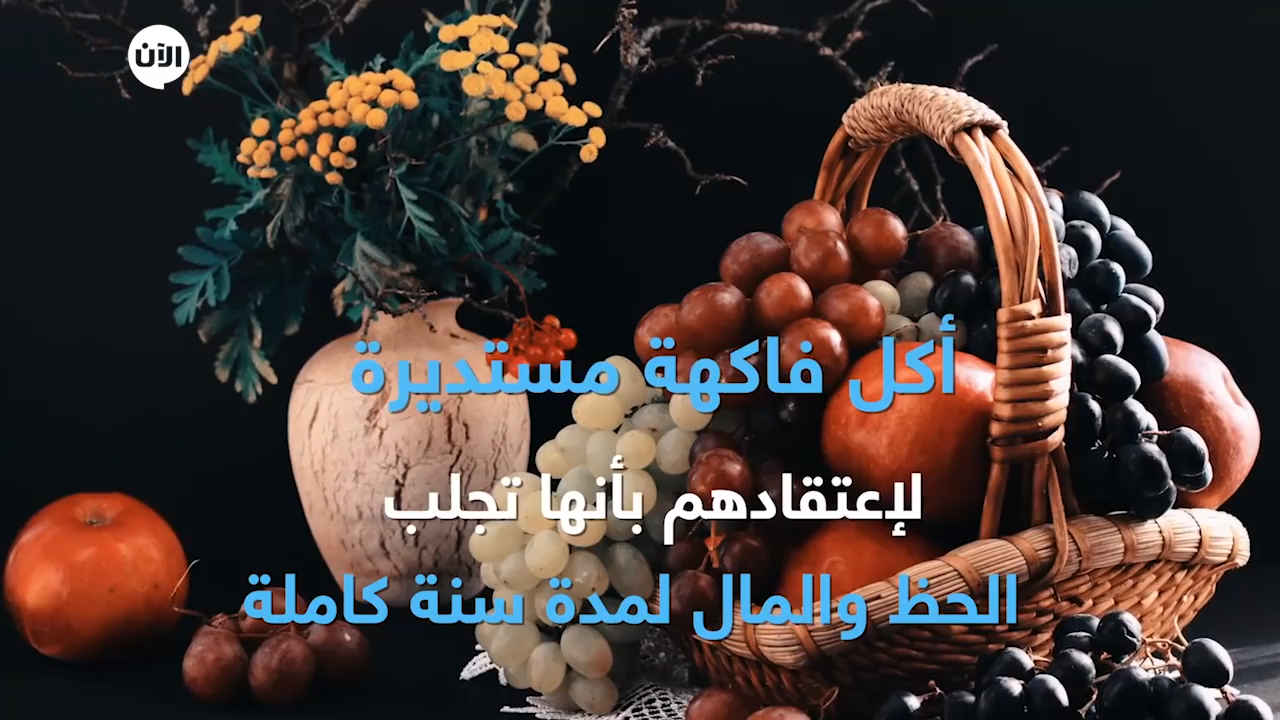 الآن
أكل فاكهة مستديرة
لإعتقادهم بأنها تجلب
الحظ والمال لمدة سنة كاملة